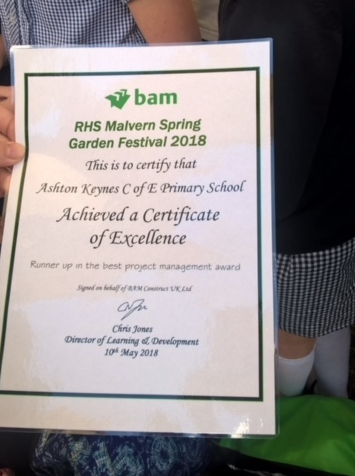 bam
RHS Malvern Spring
Garden Festival 2018
This is to certify that
Ashton Keynes C of E Primary School
Achieved a Certificate
of Excellence
Runner up in the best project management award
Signed on behalf of BAM Construct UK Ltd
Chris Jones
Director of Learning & Development
10th May 2018